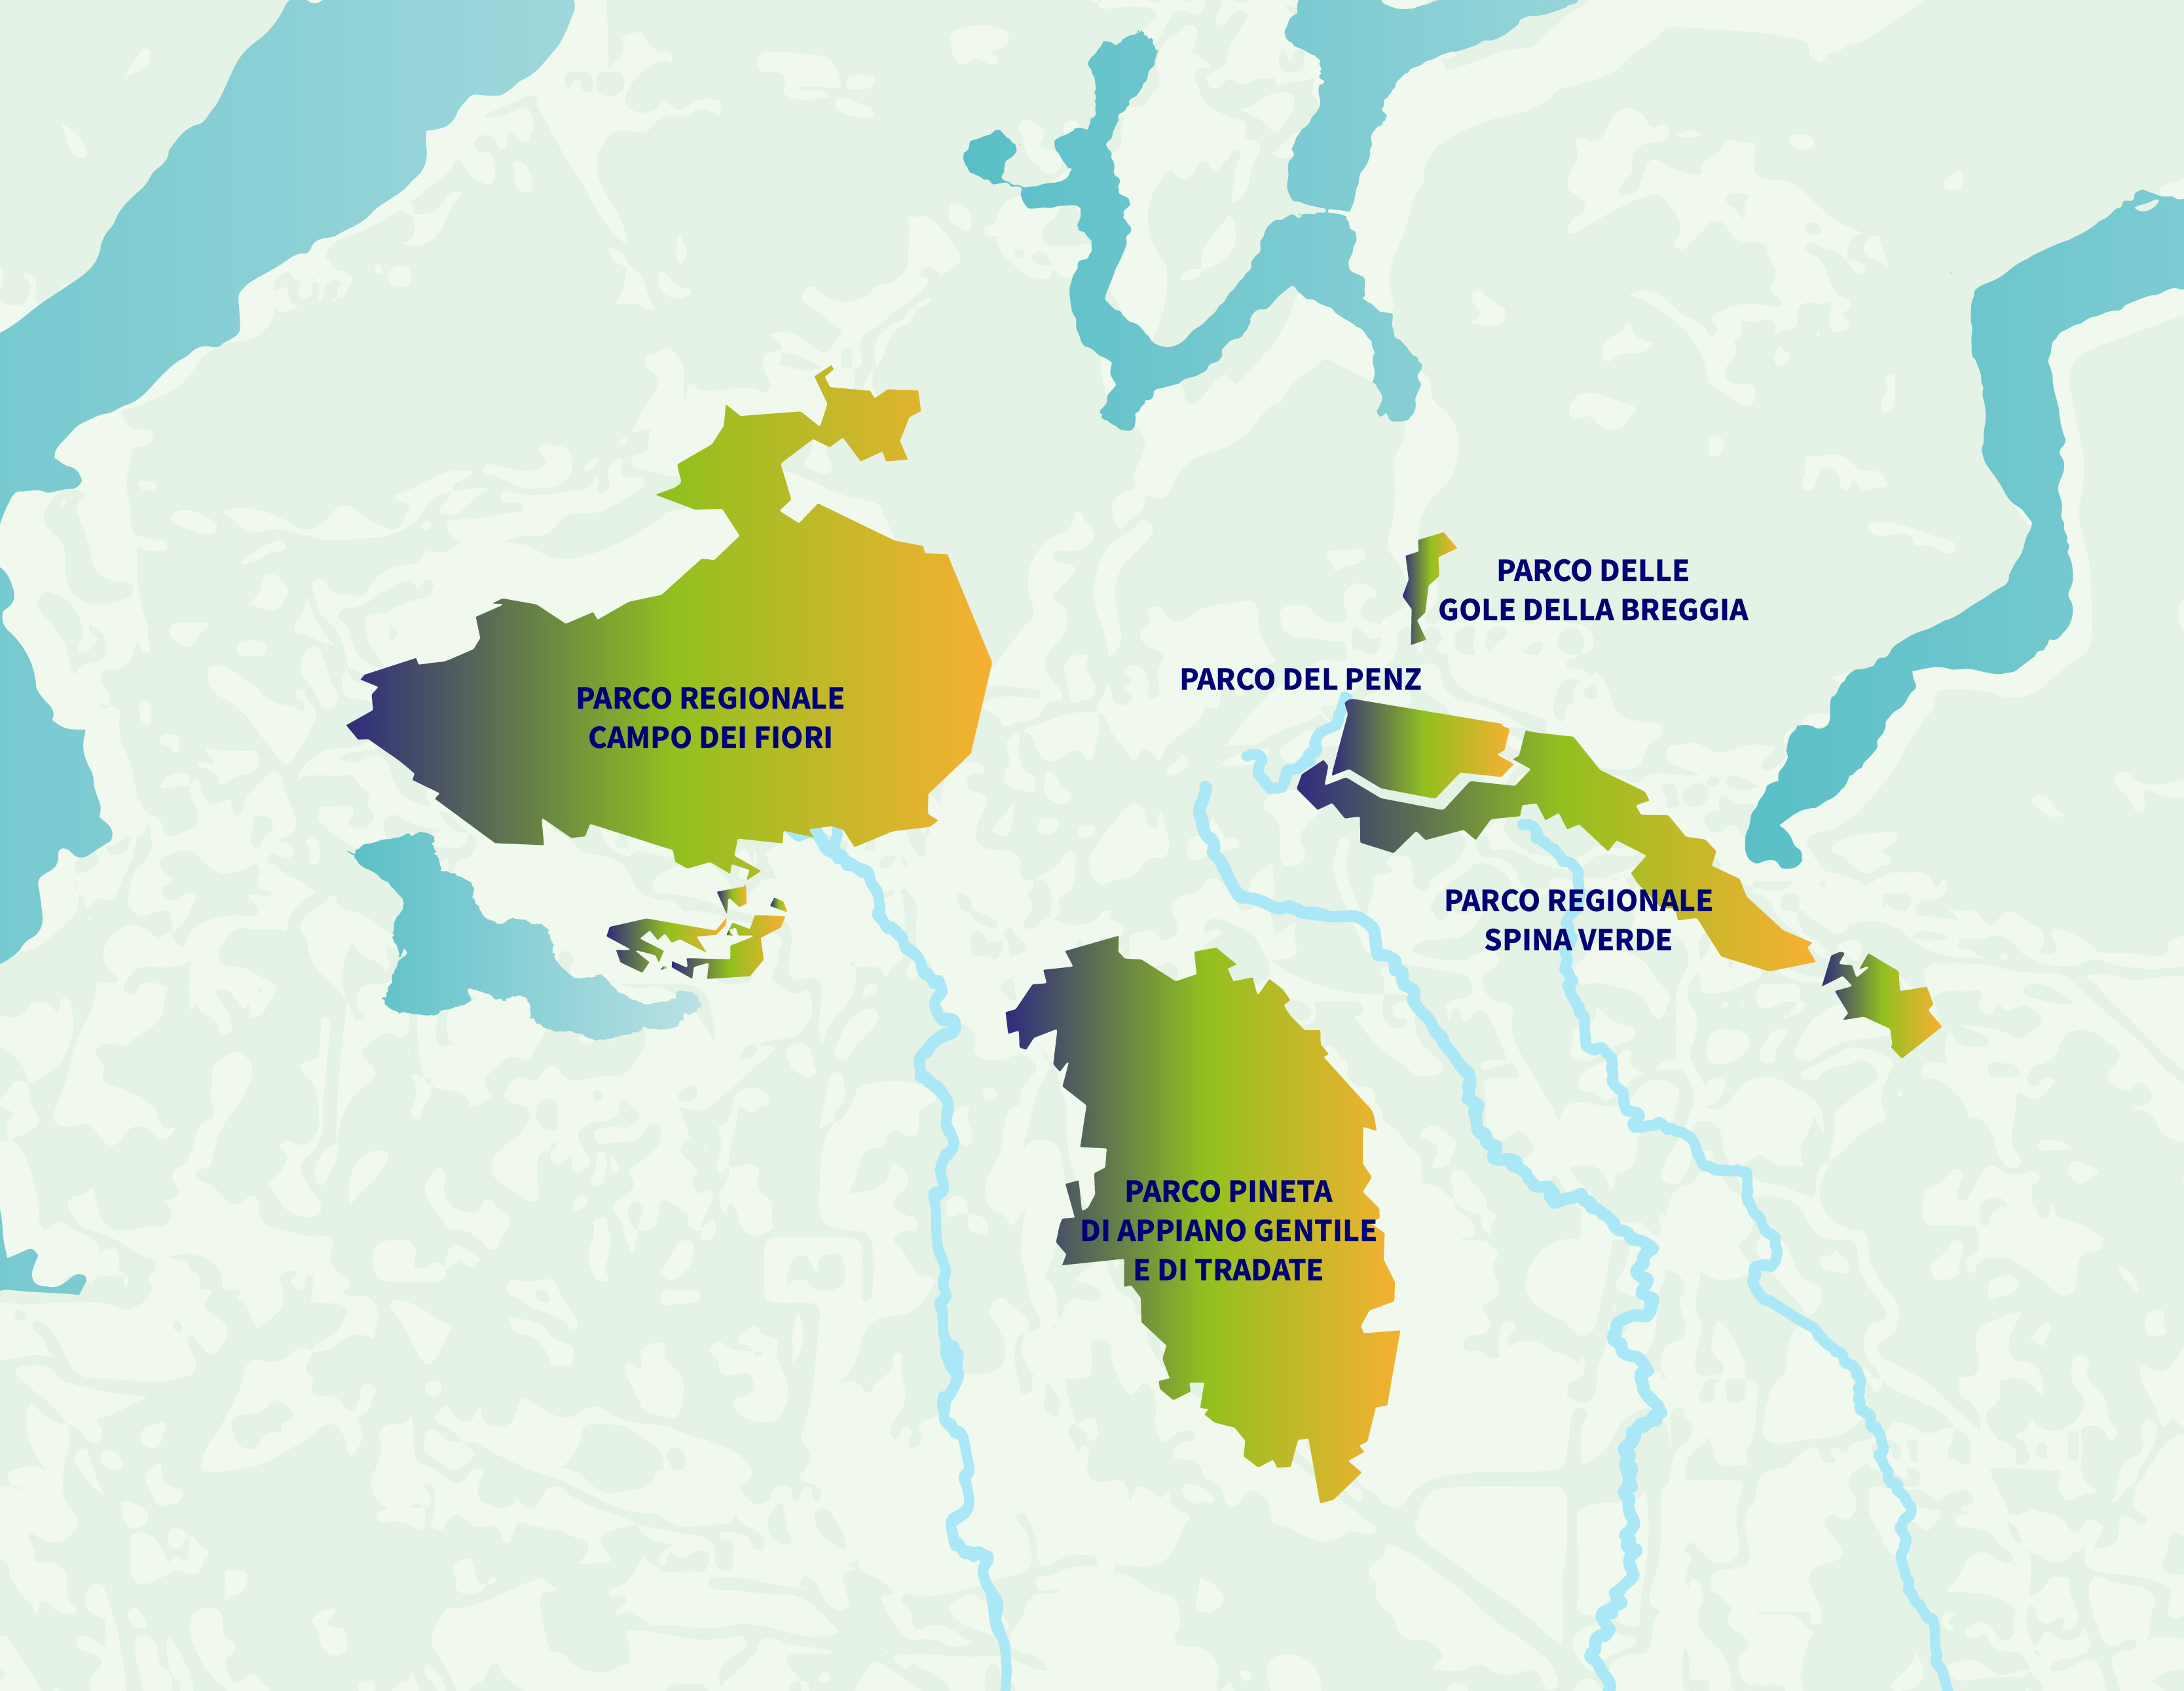 PARCO DELLE
GOLE DELLA BREGGIA
PARCO DEL PENZ
PARCO REGIONALE
CAMPO DEI FIORI
PARCO REGIONALE
SPINA VERDE
PARCO PINETA
DI APPIANO GENTILE
E DI TRADATE